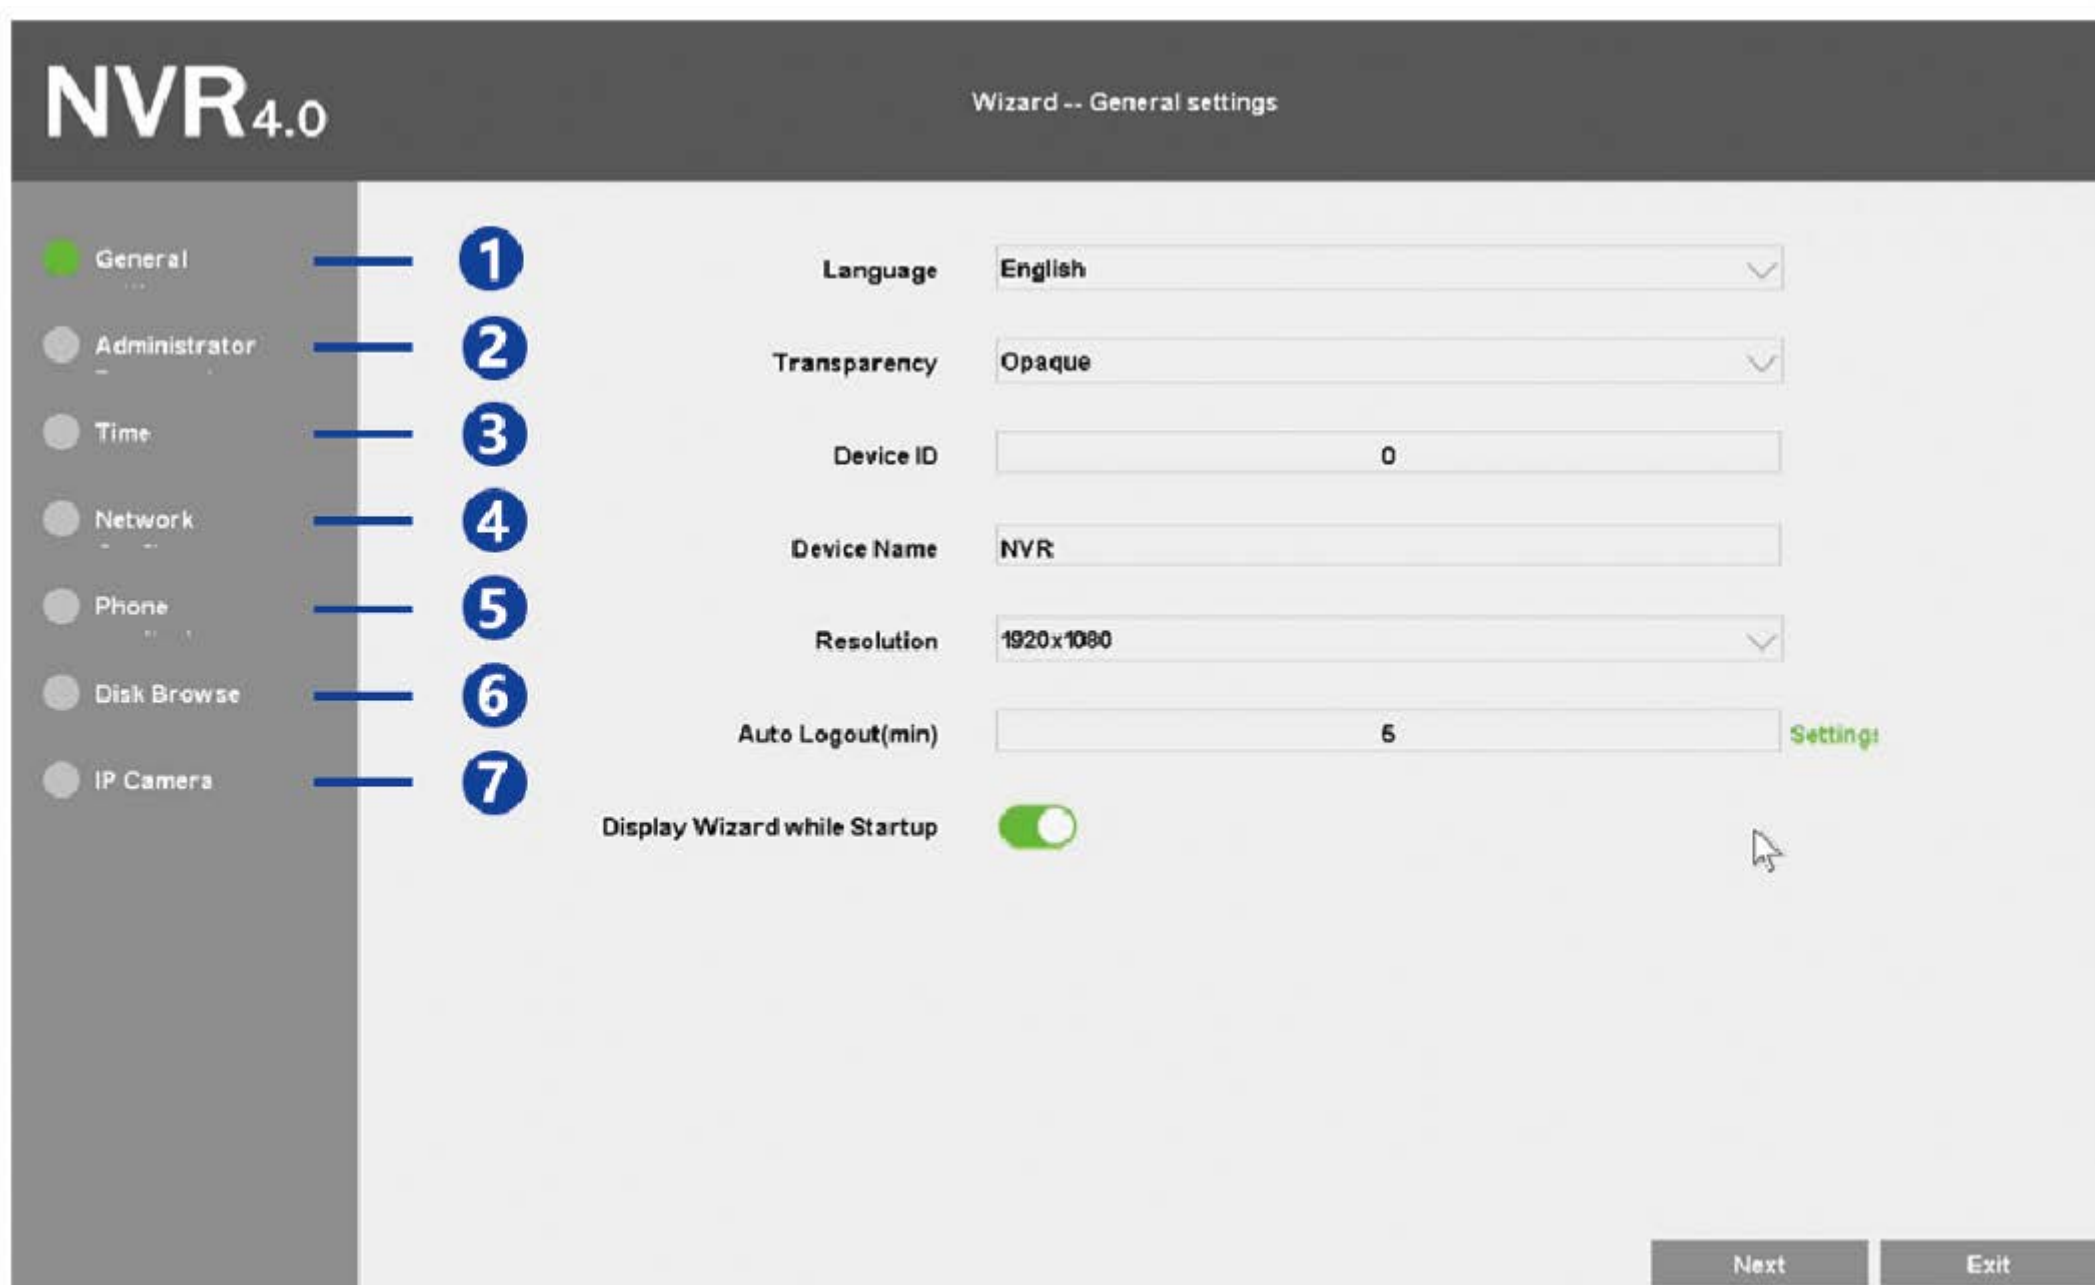 NVR4.0
Wizard -- General settings
General
1
Administrator
2
Time
3
Network
4
Phone
5
Disk Browse
6
IP Camera
7
Language English
Transparency Opaque
Device ID 0
Device Name NVR
Resolution 1920x1080
Auto Logout(min) 5 Settings
Display Wizard while Startup
Next Exit